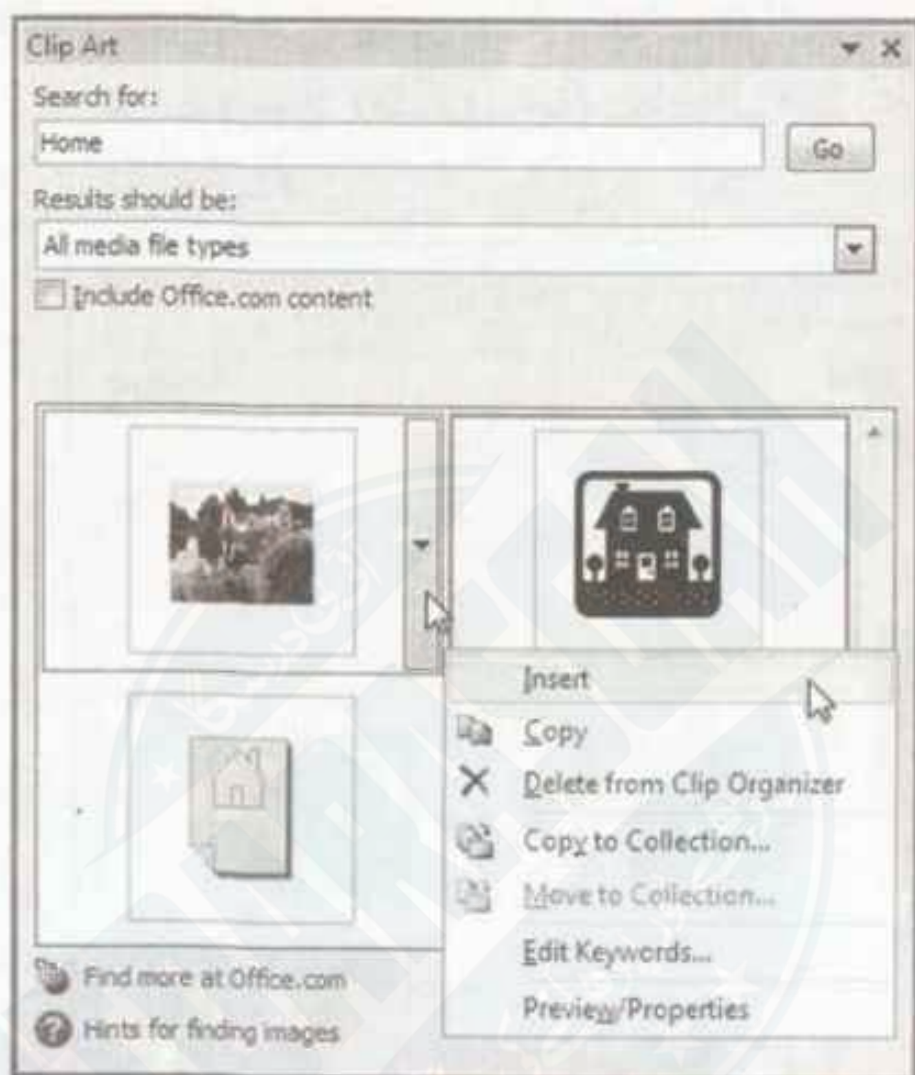 Clip Art
Search for:
Home
Go
Results should be:
All media file types
Include Office.com content
Insert
Copy
Delete from Clip Organizer
Copy to Collection...
Move to Collection...
Edit Keywords...
Preview/Properties
Find more at Office.com
Hints for finding images